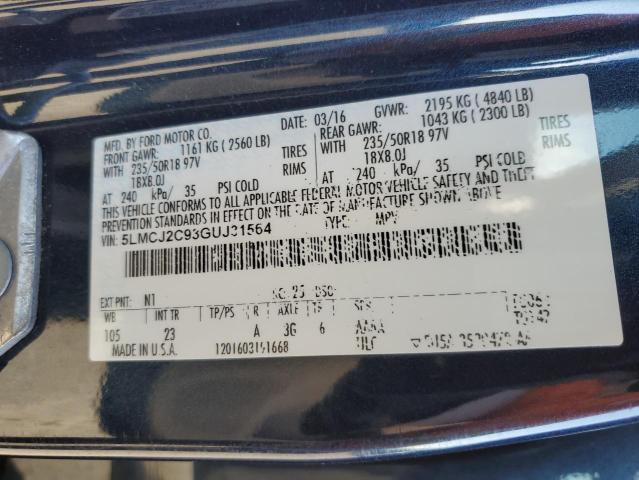 MFD. BY FORD MOTOR CO.
DATE: 03/16 GVWR: 2195 KG ( 4840 LB)
FRONT GAWR: 1161 KG ( 2560 LB) REAR GAWR: 1043 KG ( 2300 LB)
WITH 235/50R18 97V TIRES WITH 235/50R18 97V TIRES
18X8.0J RIMS 18X8.0J RIMS
AT 240 kPa/ 35 PSI COLD AT 240 kPa/ 35 PSI COLD
THIS VEHICLE CONFORMS TO ALL APPLICABLE FEDERAL MOTOR VEHICLE SAFETY AND THEFT
PREVENTION STANDARDS IN EFFECT ON THE DATE OF MANUFACTURE SHOWN ABOVE.
VIN: 5LMCJ2C93GUJ31564 TYPE: MPV
EXT PNT: N1
WB INT TR TP/PS R AXLE TR SPR
105 23 A 3G 6
MADE IN U.S.A.